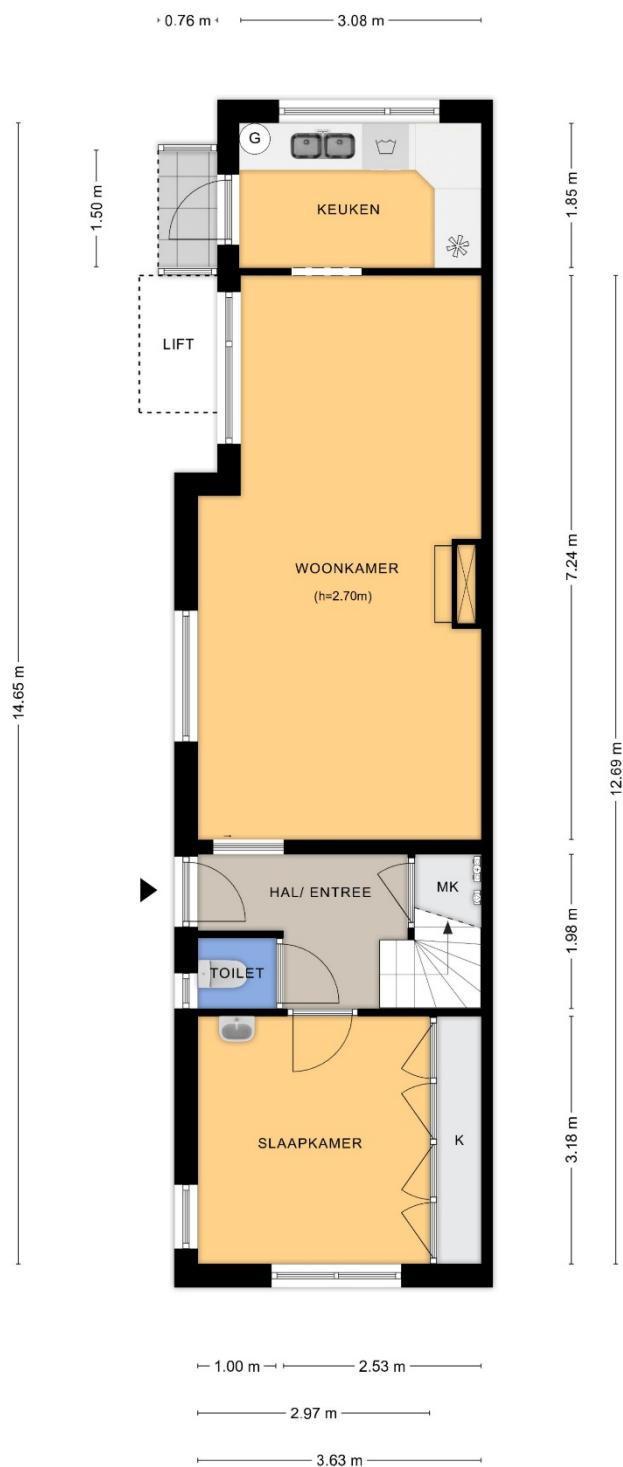 0.76 m
3.08 m
G
KEUKEN
1.50 m
1.85 m
LIFT
WOONKAMER
(h=2.70m)
7.24 m
14.65 m
12.69 m
HAL/ ENTREE
MK
1.98 m
TOILET
SLAAPKAMER
K
3.18 m
1.00 m
2.53 m
2.97 m
3.63 m